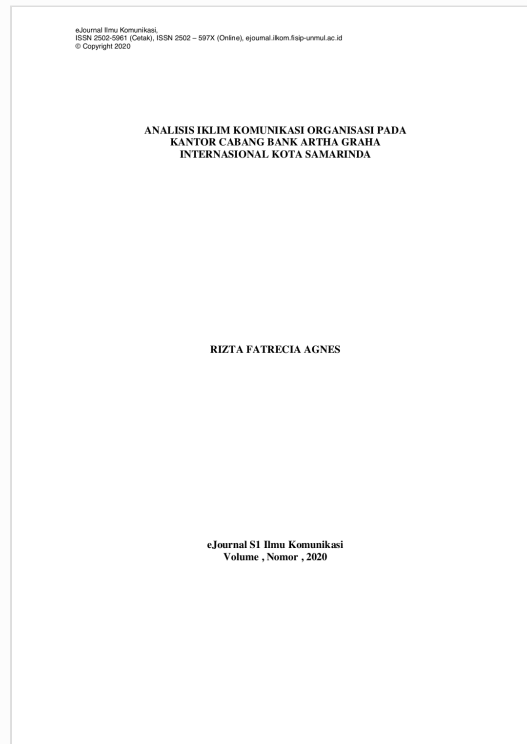 eJournal Ilmu Komunikasi,
ISSN 2502-5961 (Cetak), ISSN 2502 – 597X (Online), ejournal.ilkom.fisip-unmul.ac.id
© Copyright 2020
ANALISIS IKLIM KOMUNIKASI ORGANISASI PADA
KANTOR CABANG BANK ARTHA GRAHA
INTERNASIONAL KOTA SAMARINDA
RIZTA FATRECIA AGNES
eJournal S1 Ilmu Komunikasi
Volume , Nomor , 2020